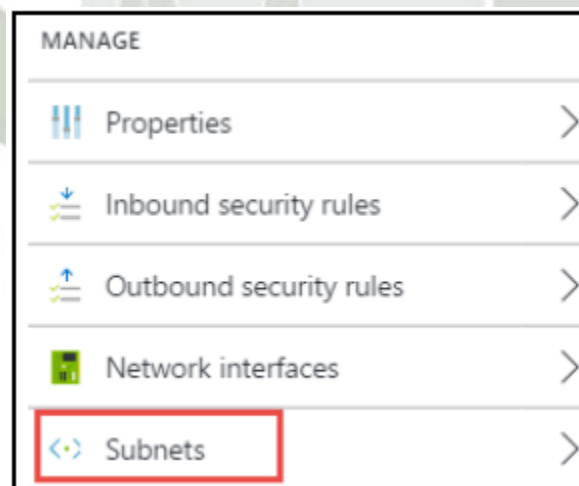 MANAGE
Properties
Inbound security rules
Outbound security rules
Network interfaces
Subnets